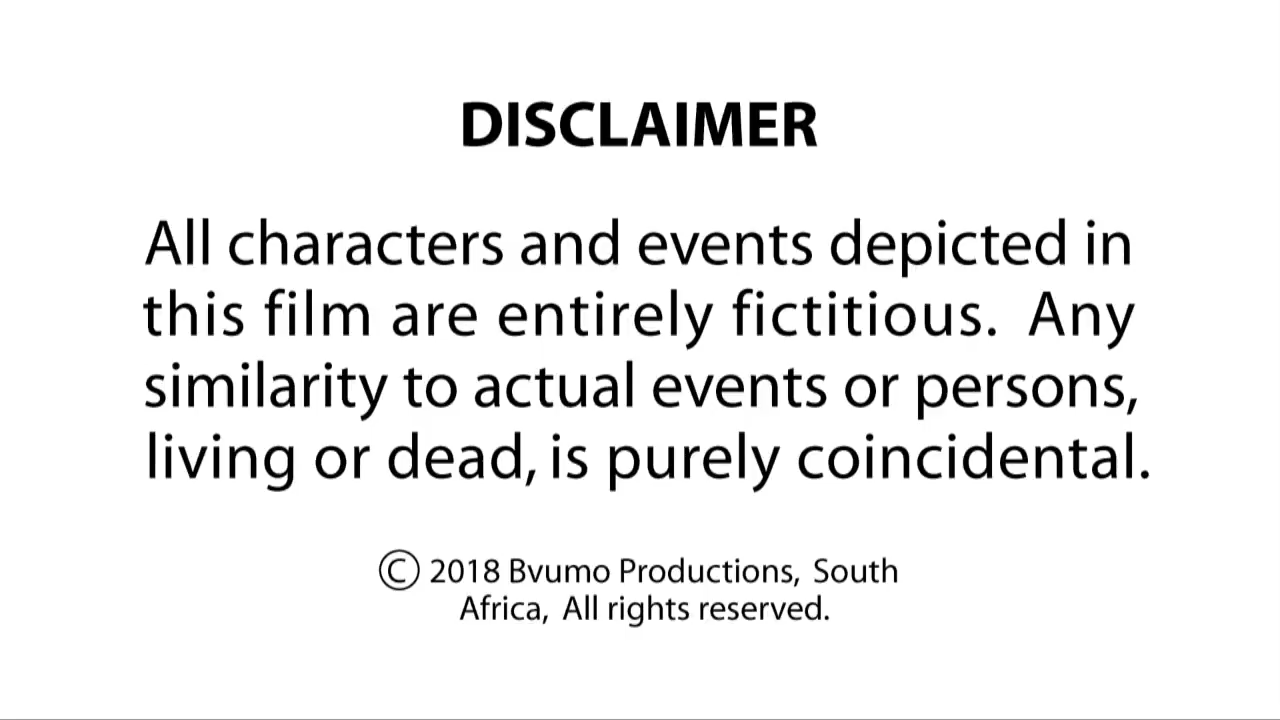 DISCLAIMER
All characters and events depicted in
this film are entirely fictitious.  Any
similarity to actual events or persons,
living or dead, is purely coincidental.
© 2018 Bvumo Productions, South
Africa, All rights reserved.